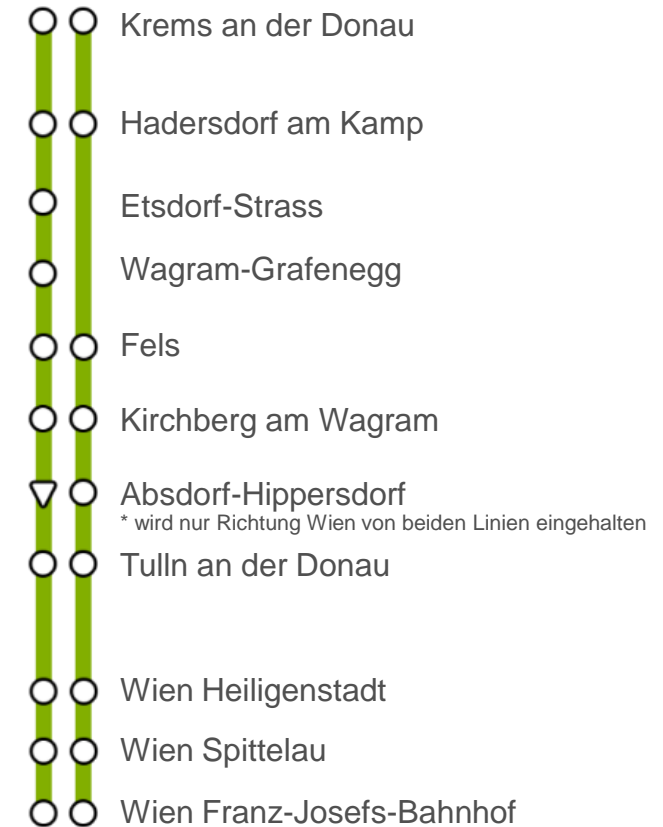 Krems an der Donau
Hadersdorf am Kamp
Etsdorf-Strass
Wagram-Grafenegg
Fels
Kirchberg am Wagram
Absdorf-Hippersdorf
* wird nur Richtung Wien von beiden Linien eingehalten
Tulln an der Donau
Wien Heiligenstadt
Wien Spittelau
Wien Franz-Josefs-Bahnhof